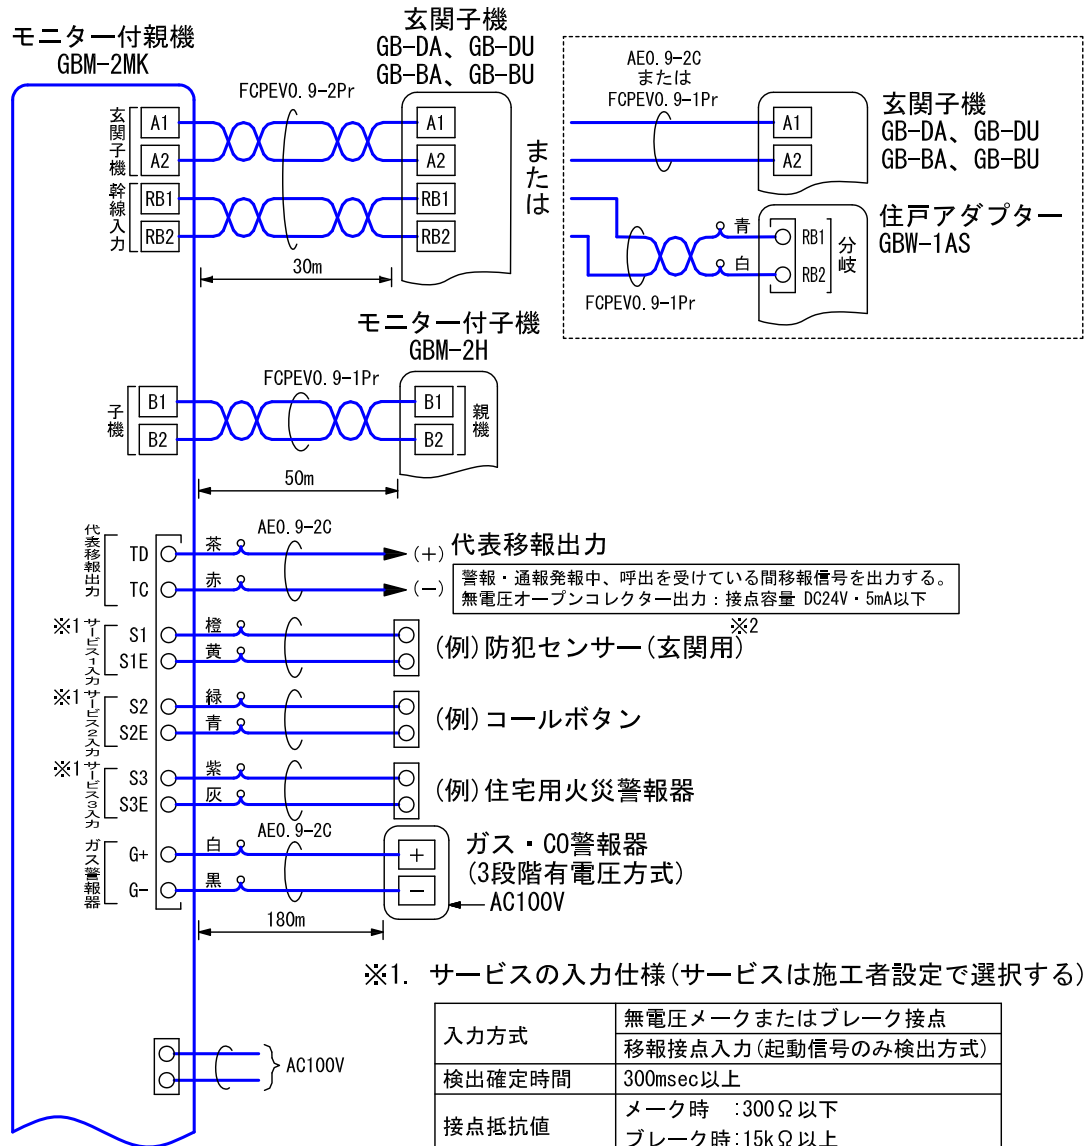 モニター付親機
GBM-2MK
玄関子機
GB-DA、GB-DU
GB-BA、GB-BU
FCPEV0.9-2Pr
玄関子機
A1
A2
幹線入力
RB1
RB2
A1
A2
RB1
RB2
30m
または
AE0.9-2C
または
FCPEV0.9-1Pr
A1
A2
玄関子機
GB-DA、GB-DU
GB-BA、GB-BU
青
白
RB1
RB2
分岐
住戸アダプター
GBW-1AS
FCPEV0.9-1Pr
モニター付子機
GBM-2H
FCPEV0.9-1Pr
子機
B1
B2
B1
B2
親機
50m
代表移報出力
TD
TC
茶
赤
AE0.9-2C
(+)
(−)
代表移報出力
警報・通報発報中、呼出を受けている間移報信号を出力する。
無電圧オープンコレクター出力：接点容量 DC24V・5mA以下
※1
サービス1入力
S1
S1E
橙
黄
(例)防犯センサー(玄関用)※2
※1
サービス2入力
S2
S2E
緑
青
(例)コールボタン
※1
サービス3入力
S3
S3E
紫
灰
(例)住宅用火災警報器
ガス警報器
G+
G−
白
黒
AE0.9-2C
+
−
ガス・CO警報器
(3段階有電圧方式)
AC100V
180m
AC100V
※1. サービスの入力仕様(サービスは施工者設定で選択する)
入力方式
無電圧メークまたはブレーク接点
移報接点入力(起動信号のみ検出方式)
検出確定時間
300msec以上
接点抵抗値
メーク時 :300Ω以下
ブレーク時:15kΩ以上